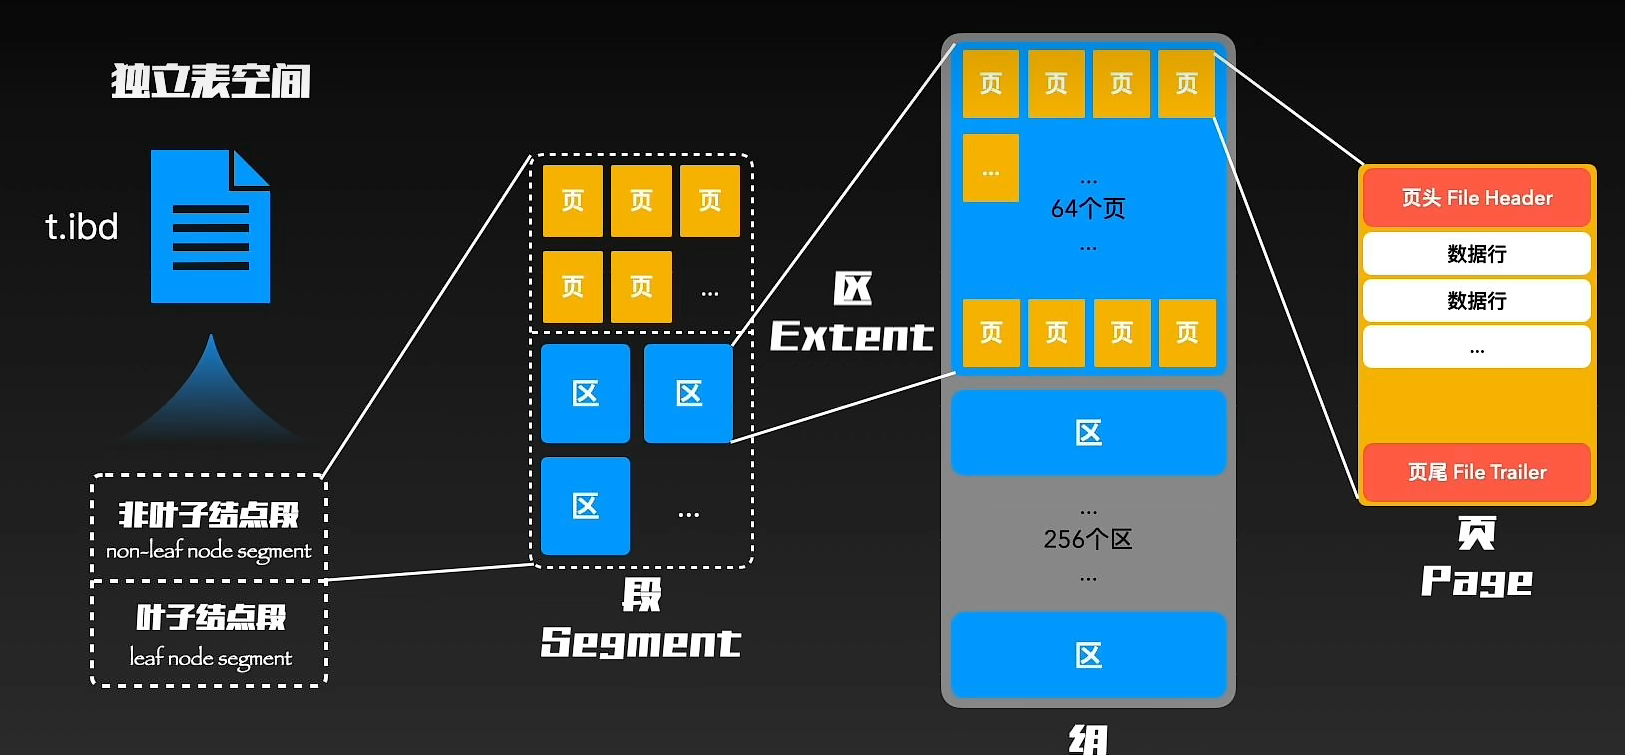 独立表空间
t.ibd
非叶子结点段
non-leaf node segment
叶子结点段
leaf node segment
页 页 页
页 页 ...
区 区
区 ...
段
Segment
区
Extent
页 页 页 页
...
...
64个页
...
页 页 页 页
区
...
256个区
...
区
组
页头 File Header
数据行
数据行
...
页尾 File Trailer
页
Page